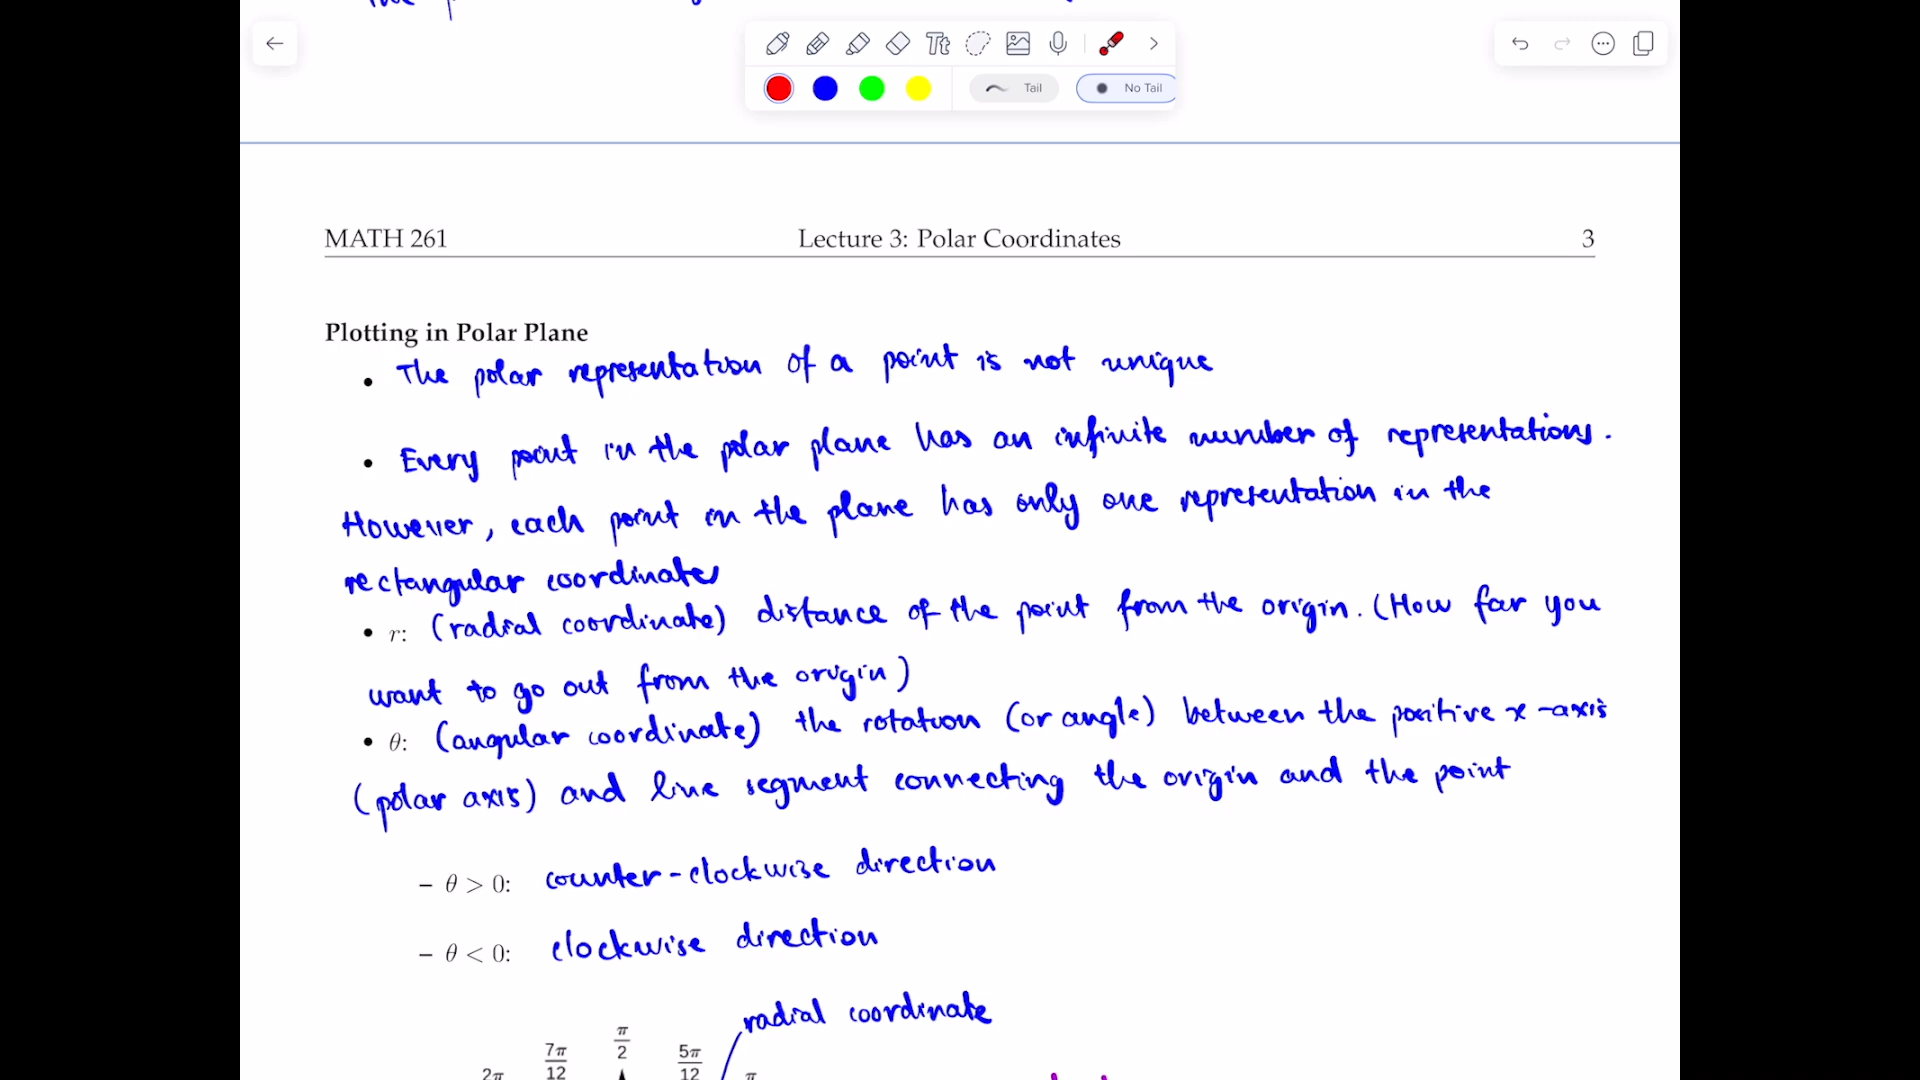 Tt
Tail
No Tail
MATH 261 Lecture 3: Polar Coordinates 3
Plotting in Polar Plane
• The polar representation of a point is not unique
• Every point in the polar plane has an infinite number of representations.
However, each point in the plane has only one representation in the
rectangular coordinates
• r: (radial coordinate) distance of the point from the origin. (How far you
want to go out from the origin)
• θ: (angular coordinate) the rotation (or angle) between the positive x-axis
(polar axis) and line segment connecting the origin and the point
– θ > 0: counter-clockwise direction
– θ < 0: clockwise direction
radial coordinate
π/2
7π/12 5π/12
2π π